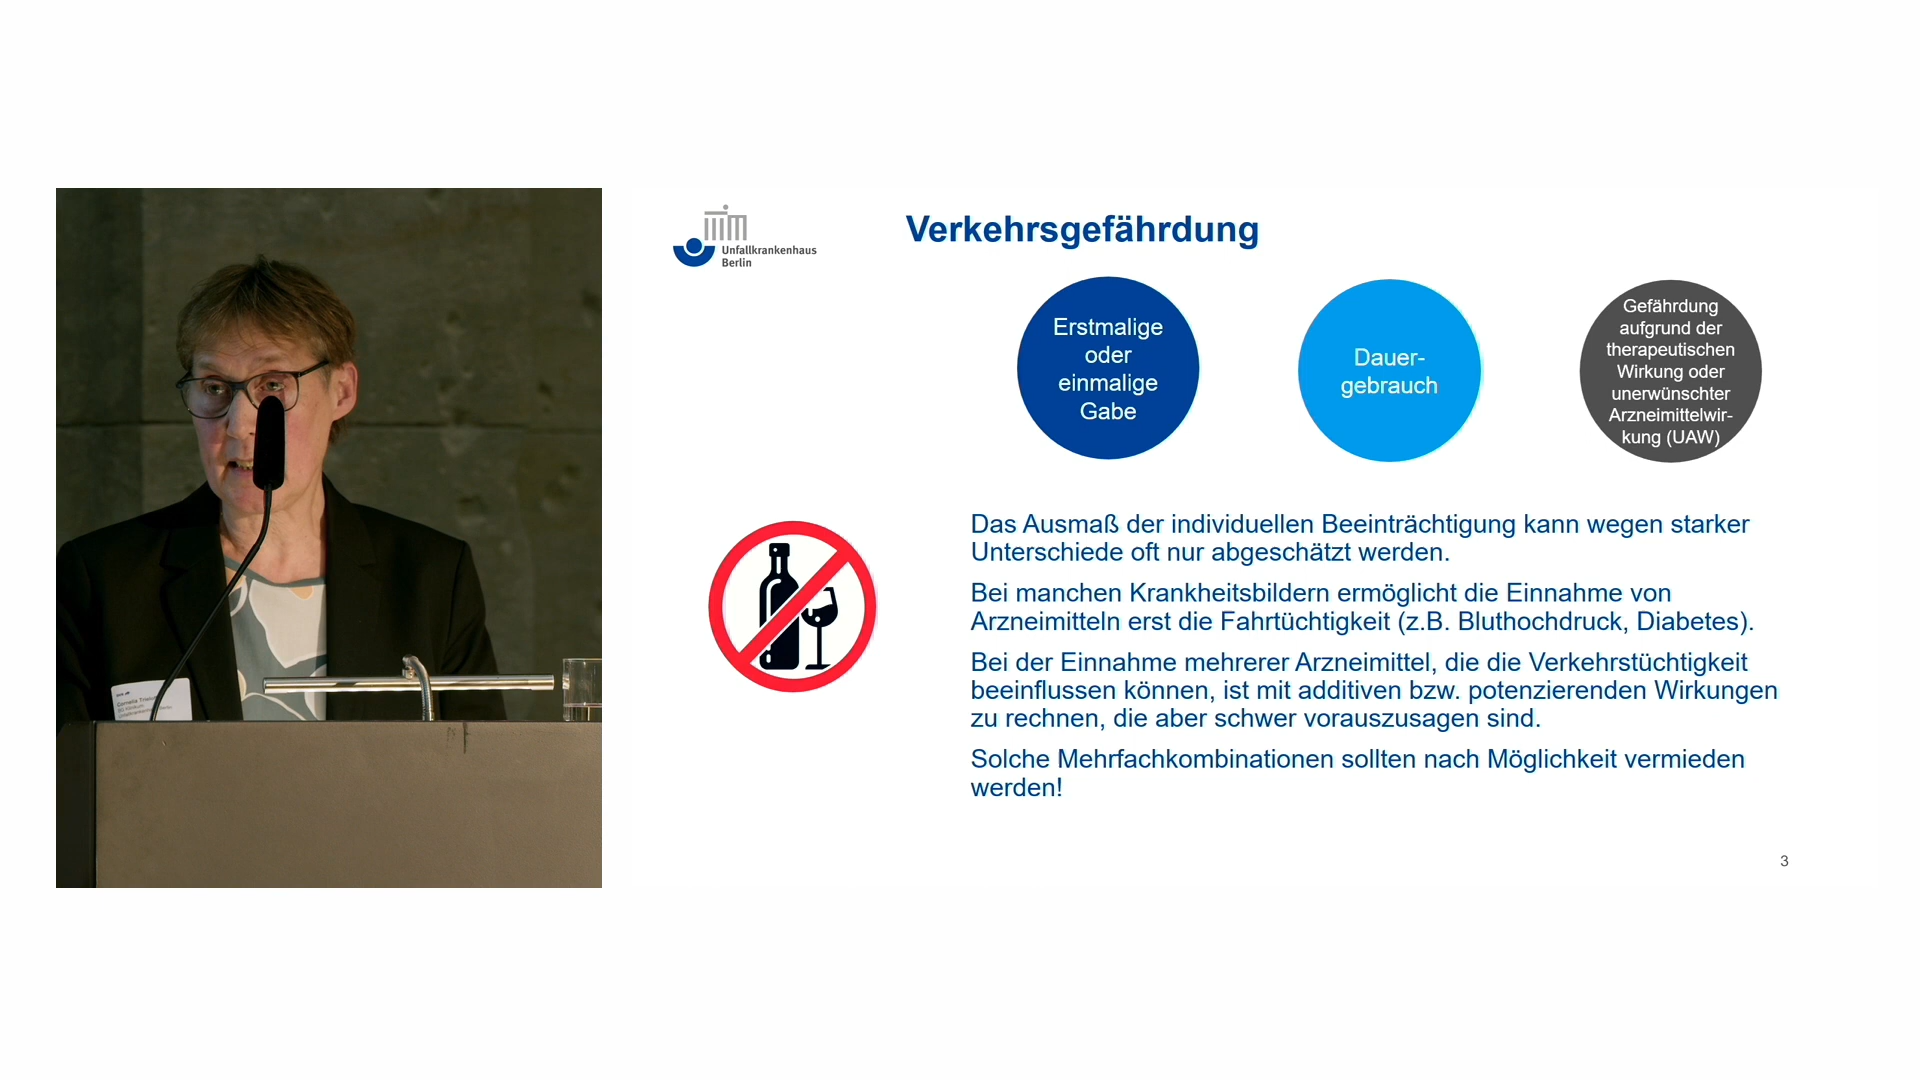 Unfallkrankenhaus
Berlin
Verkehrsgefährdung
Erstmalige
oder
einmalige
Gabe
Dauer-
gebrauch
Gefährdung
aufgrund der
therapeutischen
Wirkung oder
unerwünschter
Arzneimittelwir-
kung (UAW)
Das Ausmaß der individuellen Beeinträchtigung kann wegen starker
Unterschiede oft nur abgeschätzt werden.
Bei manchen Krankheitsbildern ermöglicht die Einnahme von
Arzneimitteln erst die Fahrtüchtigkeit (z.B. Bluthochdruck, Diabetes).
Bei der Einnahme mehrerer Arzneimittel, die die Verkehrstüchtigkeit
beeinflussen können, ist mit additiven bzw. potenzierenden Wirkungen
zu rechnen, die aber schwer vorauszusagen sind.
Solche Mehrfachkombinationen sollten nach Möglichkeit vermieden
werden!
3
Cornelia